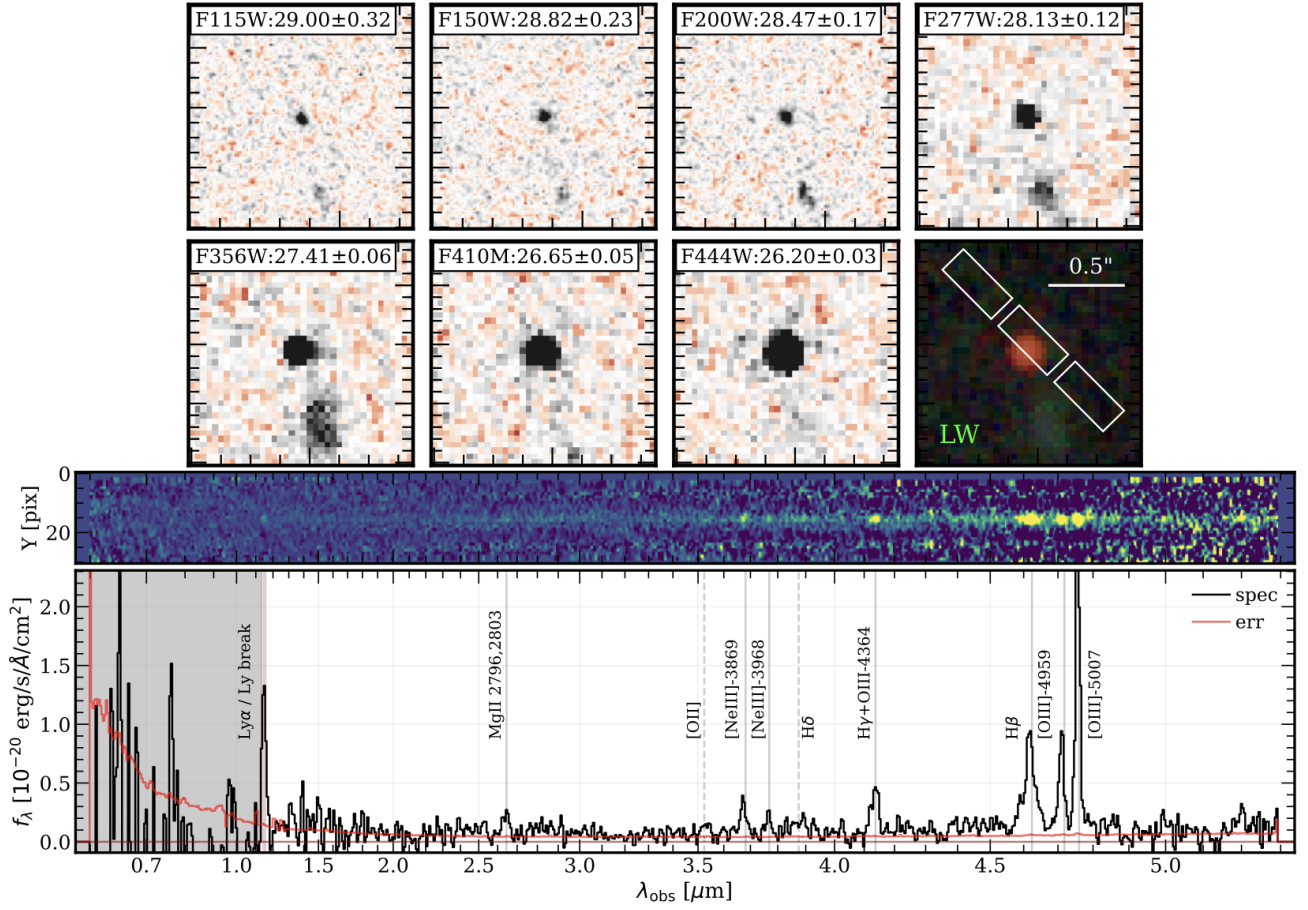 F115W:29.00±0.32
F150W:28.82±0.23
F200W:28.47±0.17
F277W:28.13±0.12
F356W:27.41±0.06
F410M:26.65±0.05
F444W:26.20±0.03
0.5"
LW
0
20
Y [pix]
2.0
1.5
1.0
0.5
0.0
fλ [10⁻²⁰ erg/s/Å/cm²]
Lyα / Ly break
MgII 2796,2803
[OII]
[NeIII]-3869
[NeIII]-3968
Hδ
Hγ+OIII-4364
Hβ
[OIII]-4959
[OIII]-5007
spec
err
0.7
1.0
1.5
2.0
2.5
3.0
3.5
4.0
4.5
5.0
λobs [μm]